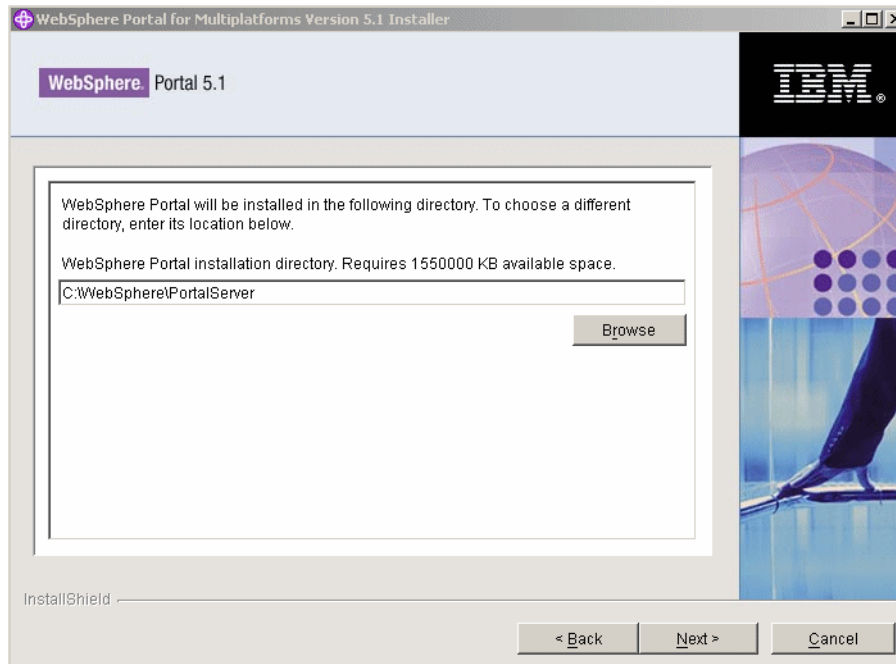 WebSphere Portal for Multiplatforms Version 5.1 Installer
WebSphere. Portal 5.1
IBM®
WebSphere Portal will be installed in the following directory. To choose a different
directory, enter its location below.
WebSphere Portal installation directory. Requires 1550000 KB available space.
C:\WebSphere\PortalServer
Browse
InstallShield
< Back
Next >
Cancel